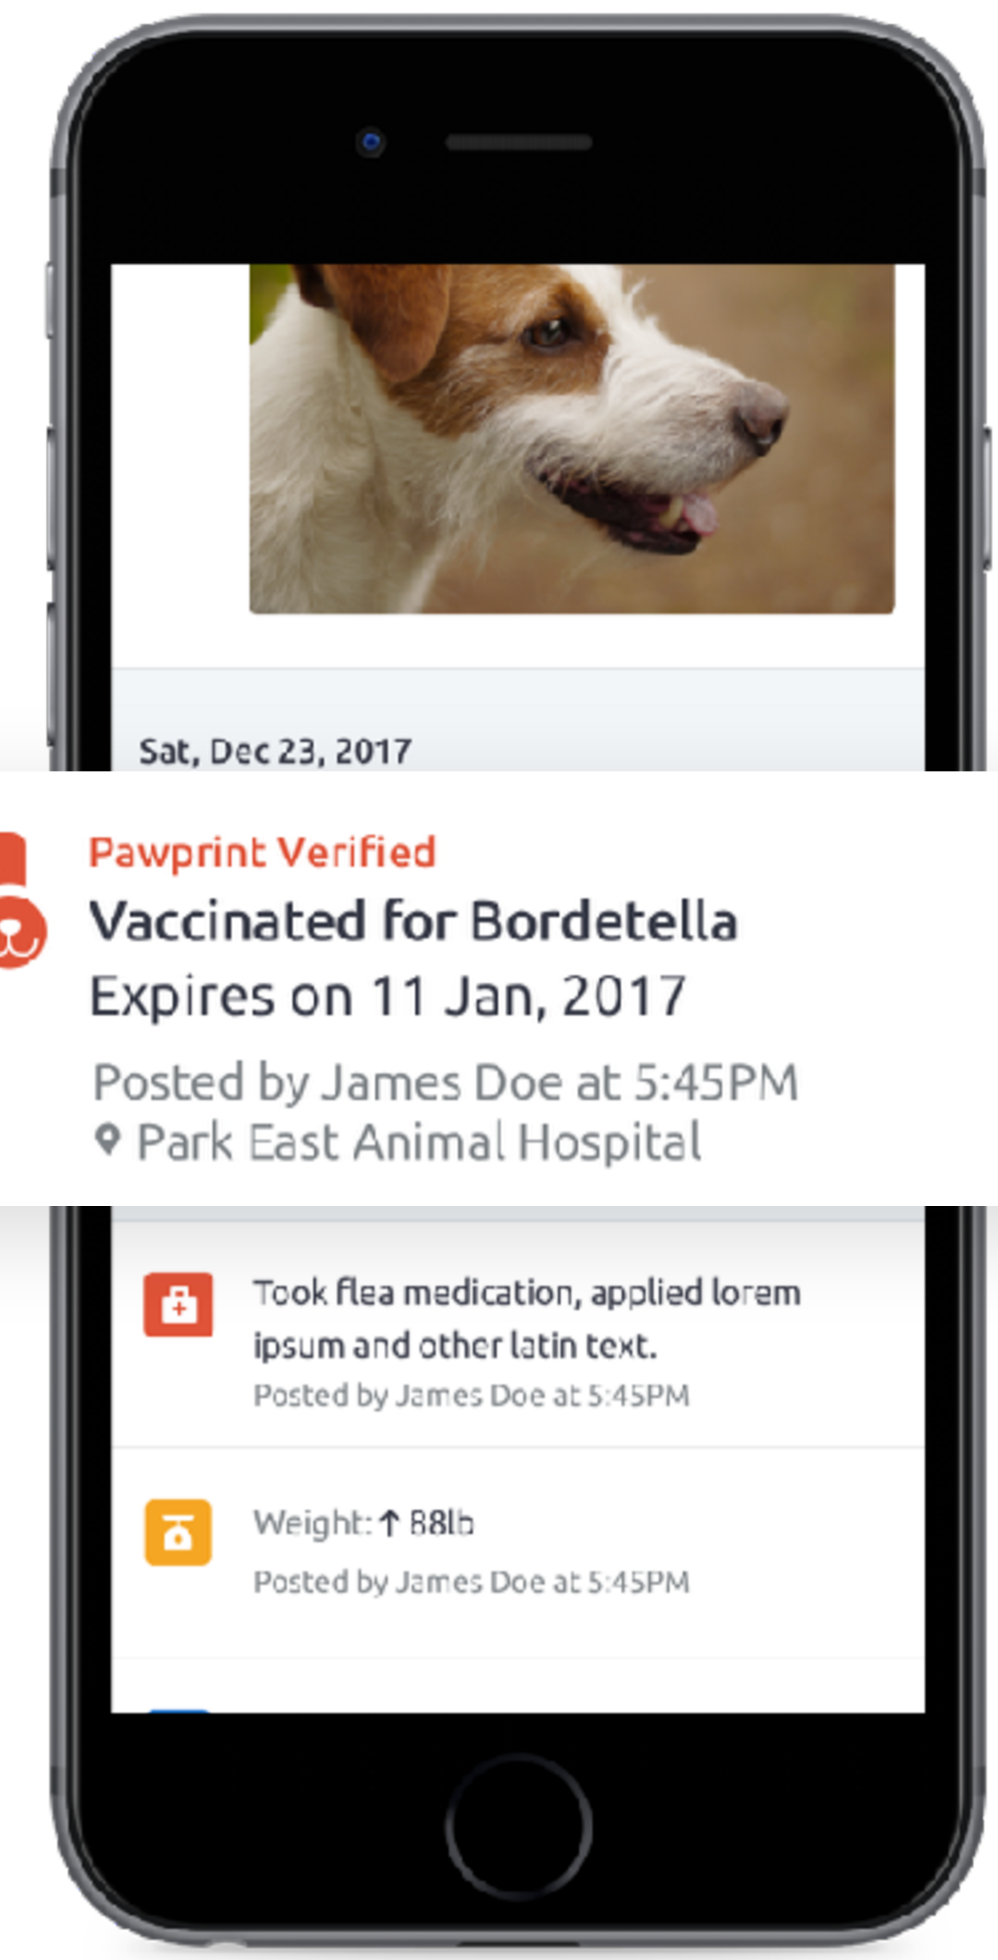 Sat, Dec 23, 2017
Pawprint Verified
Vaccinated for Bordetella
Expires on 11 Jan, 2017
Posted by James Doe at 5:45PM
Park East Animal Hospital
Took flea medication, applied lorem
ipsum and other latin text.
Posted by James Doe at 5:45PM
Weight: ↑ 88lb
Posted by James Doe at 5:45PM